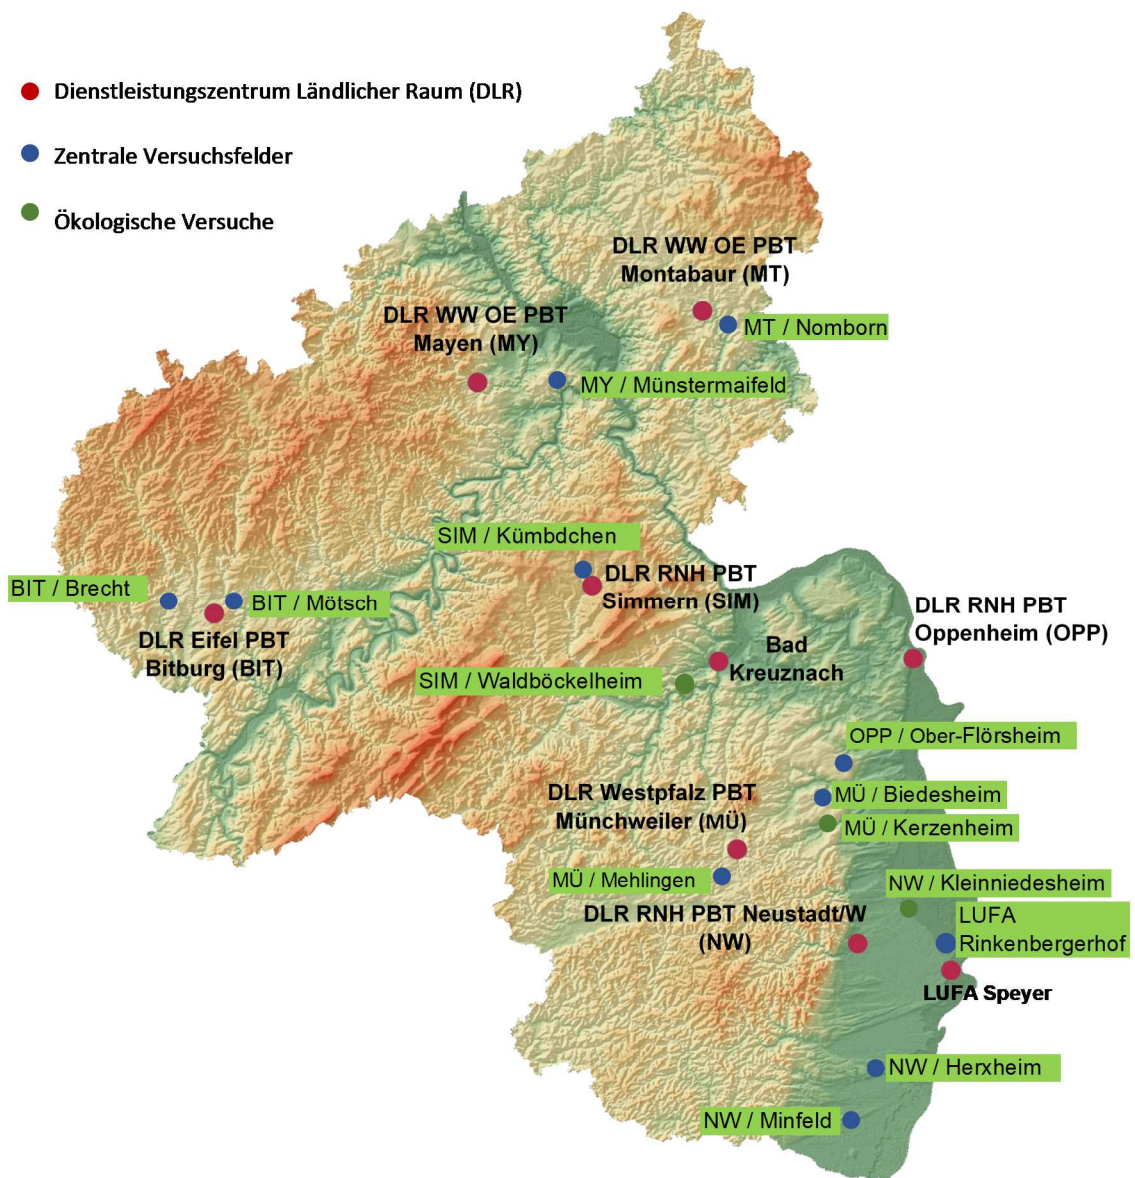 Dienstleistungszentrum Ländlicher Raum (DLR)
Zentrale Versuchsfelder
Ökologische Versuche
DLR WW OE PBT
Montabaur (MT)
MT / Nomborn
DLR WW OE PBT
Mayen (MY)
MY / Münstermaifeld
SIM / Kümbdchen
DLR RNH PBT
Simmern (SIM)
BIT / Brecht
BIT / Mötsch
DLR Eifel PBT
Bitburg (BIT)
DLR RNH PBT
Oppenheim (OPP)
Bad
Kreuznach
SIM / Waldböckelheim
OPP / Ober-Flörsheim
DLR Westpfalz PBT
Münchweiler (MÜ)
MÜ / Biedesheim
MÜ / Kerzenheim
MÜ / Mehlingen
NW / Kleinniedesheim
DLR RNH PBT Neustadt/W
(NW)
LUFA
Rinkenbergerhof
LUFA Speyer
NW / Herxheim
NW / Minfeld